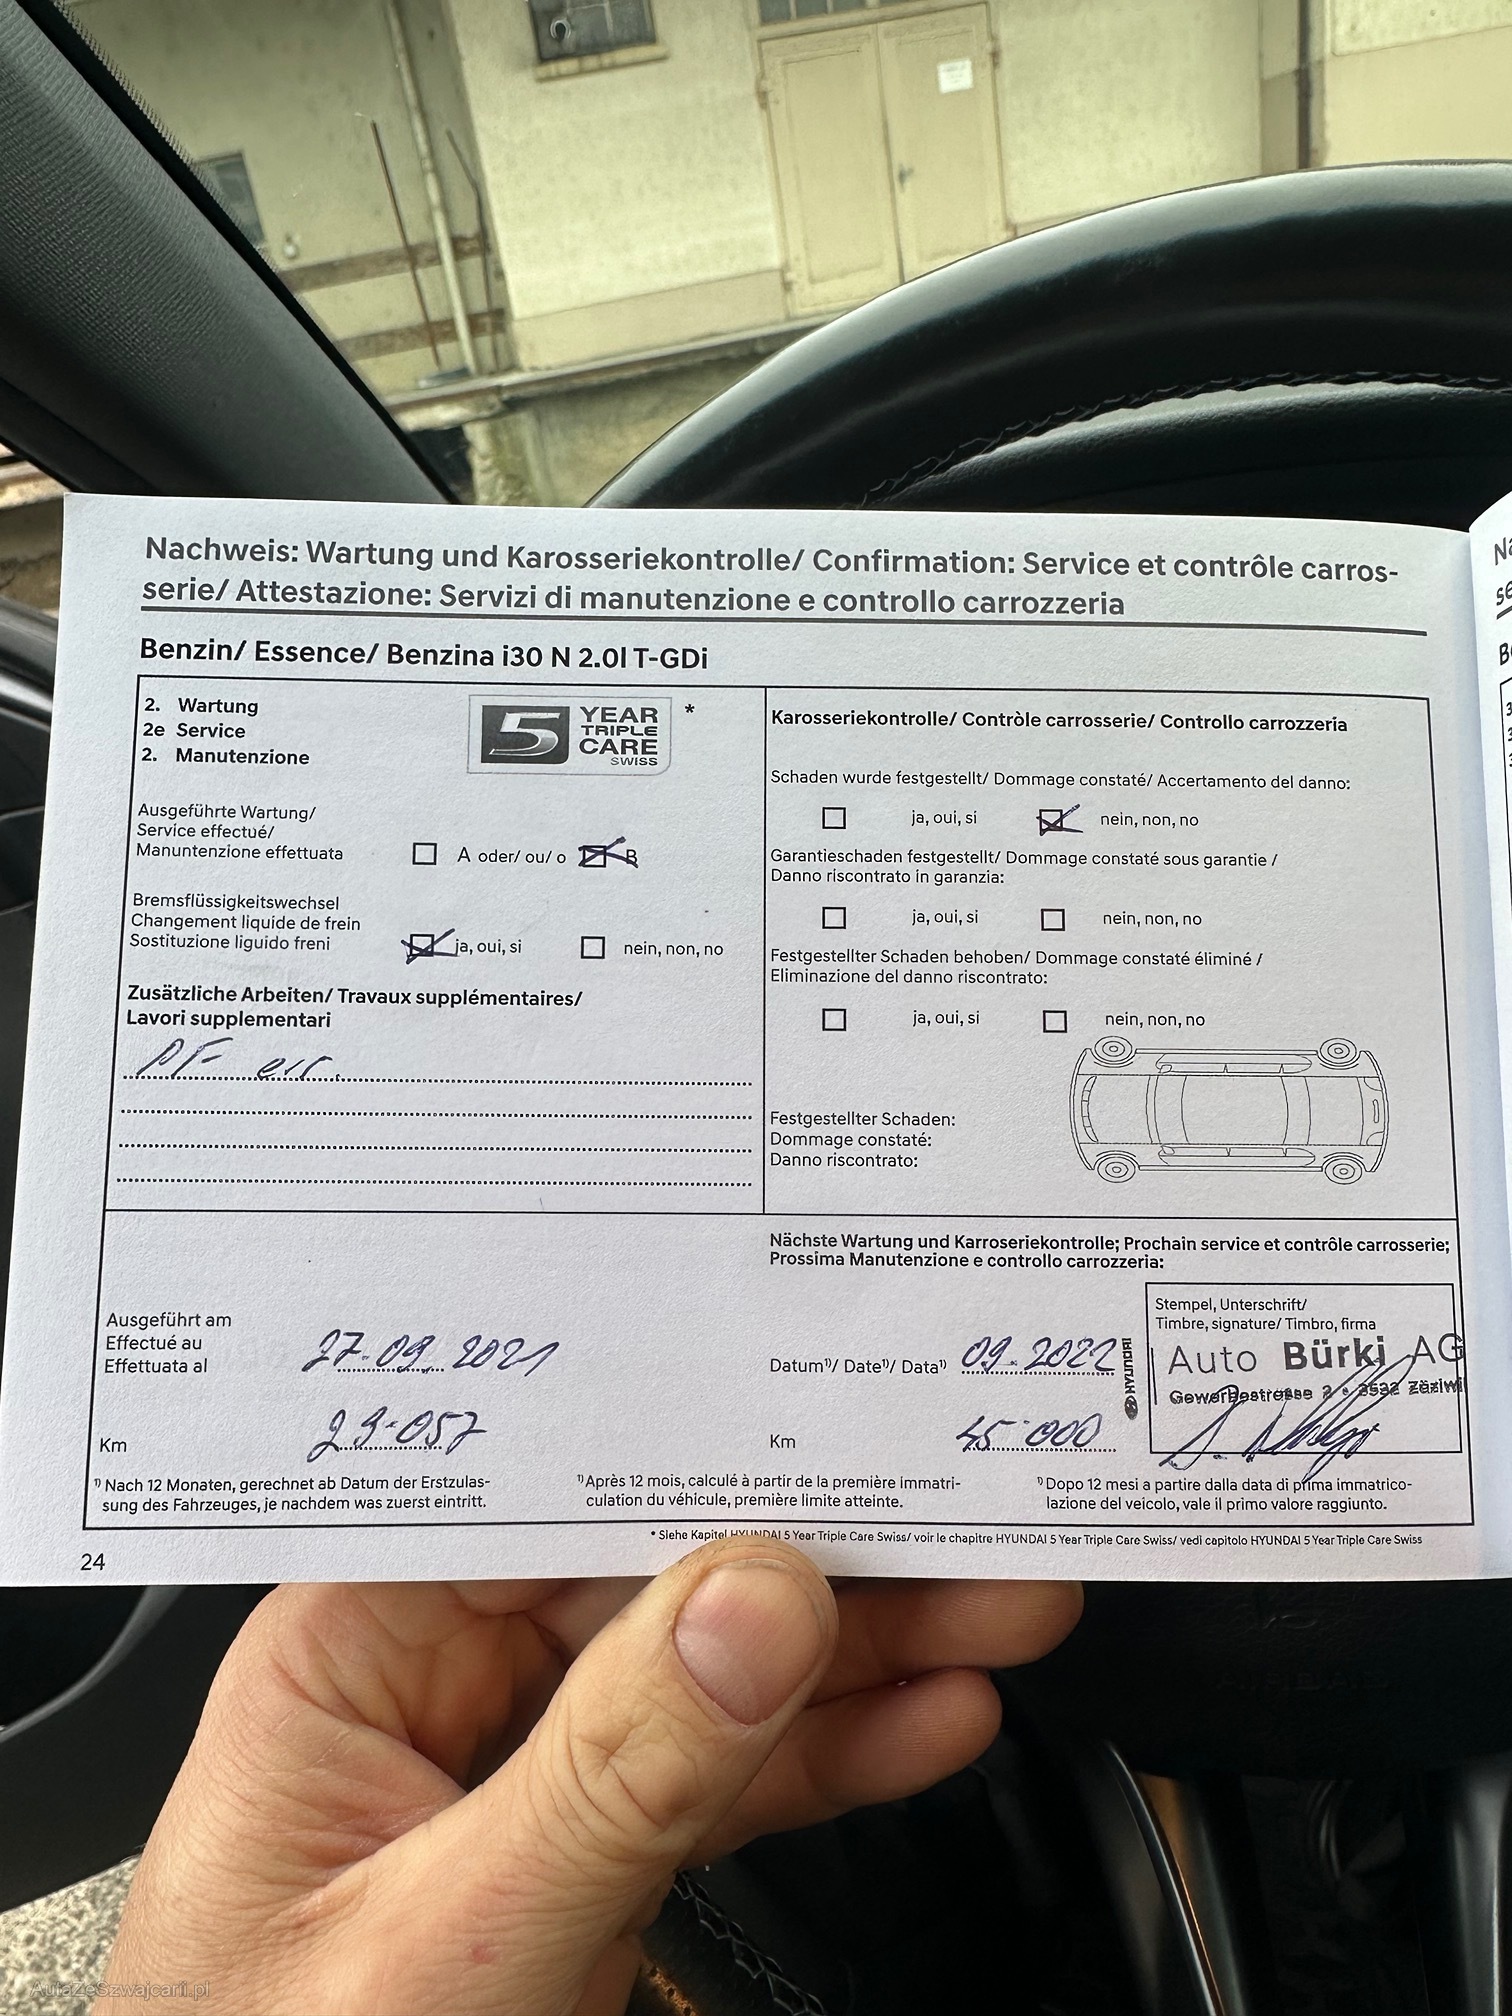 Nachweis: Wartung und Karosseriekontrolle/ Confirmation: Service et contrôle carros-
serie/ Attestazione: Servizi di manutenzione e controllo carrozzeria
Benzin/ Essence/ Benzina i30 N 2.0l T-GDi
2. Wartung
2e Service
2. Manutenzione
5 YEAR
TRIPLE
CARE
SWISS
*
Ausgeführte Wartung/
Service effectué/
Manuntenzione effettuata
A oder/ ou/ o B
Bremsflüssigkeitswechsel
Changement liquide de frein
Sostituzione liguido freni
ja, oui, si nein, non, no
Zusätzliche Arbeiten/ Travaux supplémentaires/
Lavori supplementari
PF err.
Karosseriekontrolle/ Contrôle carrosserie/ Controllo carrozzeria
Schaden wurde festgestellt/ Dommage constaté/ Accertamento del danno:
ja, oui, si nein, non, no
Garantieschaden festgestellt/ Dommage constaté sous garantie /
Danno riscontrato in garanzia:
ja, oui, si nein, non, no
Festgestellter Schaden behoben/ Dommage constaté éliminé /
Eliminazione del danno riscontrato:
ja, oui, si nein, non, no
Festgestellter Schaden:
Dommage constaté:
Danno riscontrato:
Ausgeführt am
Effectué au
Effettuata al
27.09.2021
Km
29.057
Nächste Wartung und Karroseriekontrolle; Prochain service et contrôle carrosserie;
Prossima Manutenzione e controllo carrozzeria:
Datum¹⁾/ Date¹⁾/ Data¹⁾ 09.2022
Km 45.000
Stempel, Unterschrift/
Timbre, signature/ Timbro, firma
HYUNDAI
Auto Bürki AG
Gewerbestrasse 2 • 3532 Zäziwil
¹⁾ Nach 12 Monaten, gerechnet ab Datum der Erstzulas-
sung des Fahrzeuges, je nachdem was zuerst eintritt.
¹⁾ Après 12 mois, calculé à partir de la première immatri-
culation du véhicule, première limite atteinte.
¹⁾ Dopo 12 mesi a partire dalla data di prima immatrico-
lazione del veicolo, vale il primo valore raggiunto.
* Siehe Kapitel HYUNDAI 5 Year Triple Care Swiss/ voir le chapitre HYUNDAI 5 Year Triple Care Swiss/ vedi capitolo HYUNDAI 5 Year Triple Care Swiss
24
AutaZeSzwajcarii.pl